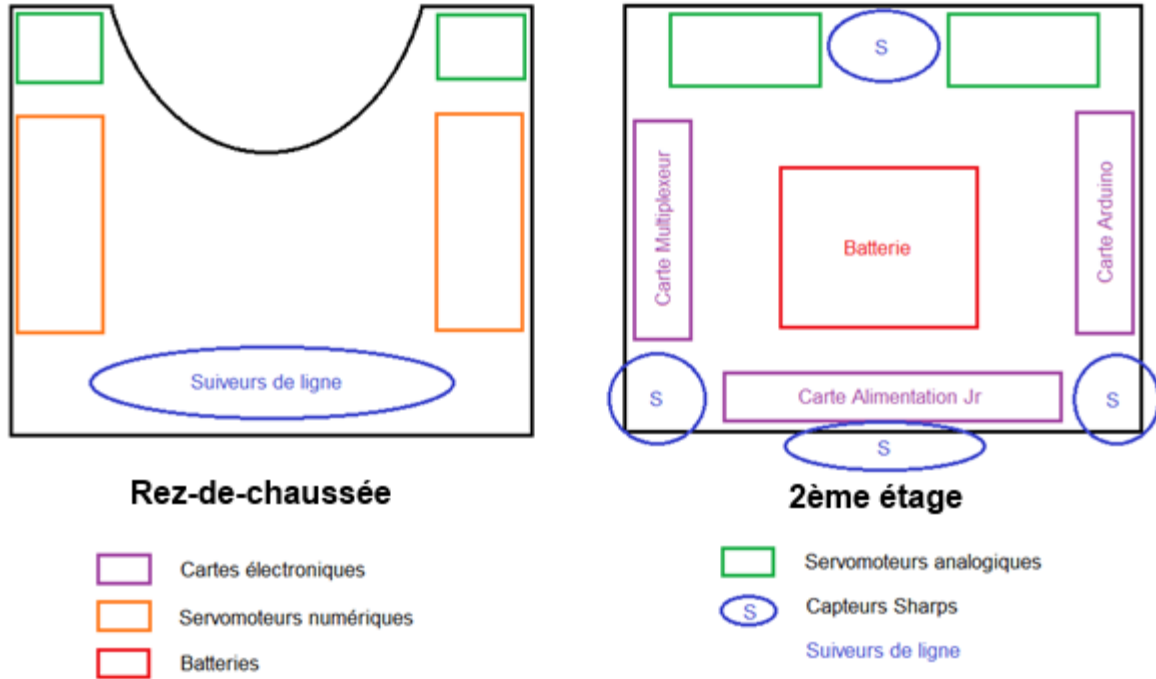 Suiveurs de ligne
Rez-de-chaussée
S
Carte Multiplexeur
Batterie
Carte Arduino
S
Carte Alimentation Jr
S
S
2ème étage
Cartes électroniques
Servomoteurs numériques
Batteries
Servomoteurs analogiques
S
Capteurs Sharps
Suiveurs de ligne